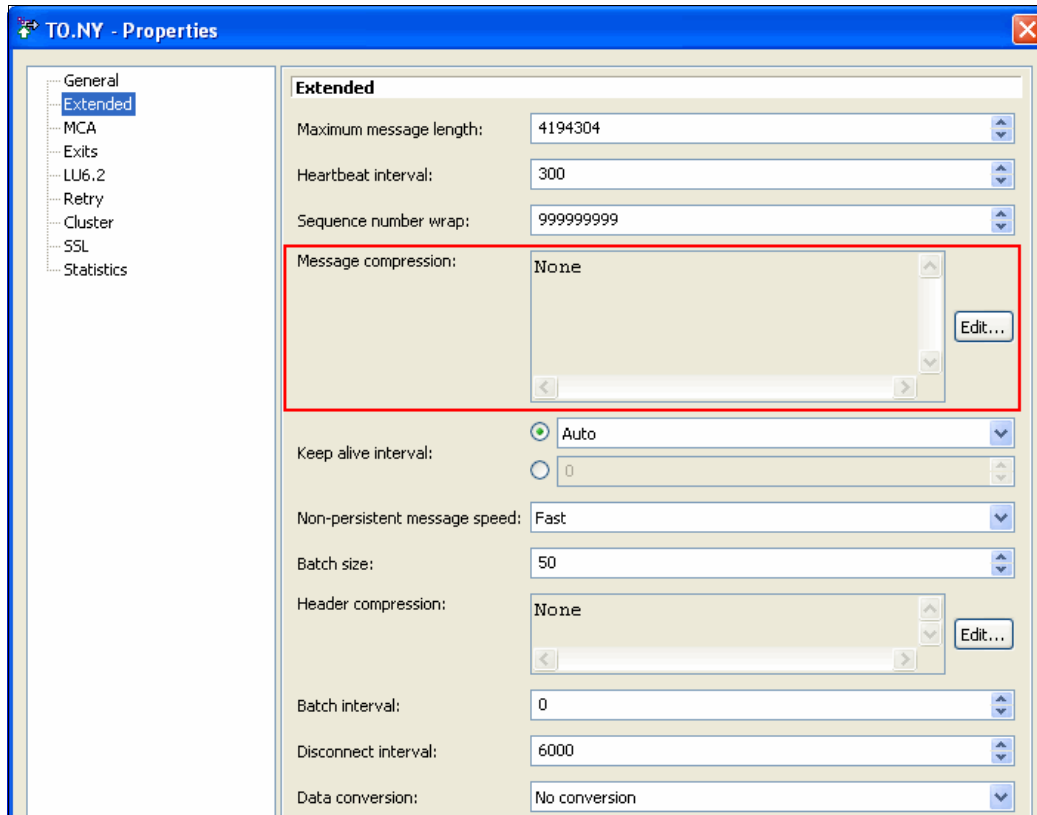 TO.NY - Properties
General
Extended
MCA
Exits
LU6.2
Retry
Cluster
SSL
Statistics
Extended
Maximum message length: 4194304
Heartbeat interval: 300
Sequence number wrap: 999999999
Message compression: None
Edit...
Keep alive interval: Auto
0
Non-persistent message speed: Fast
Batch size: 50
Header compression: None
Edit...
Batch interval: 0
Disconnect interval: 6000
Data conversion: No conversion